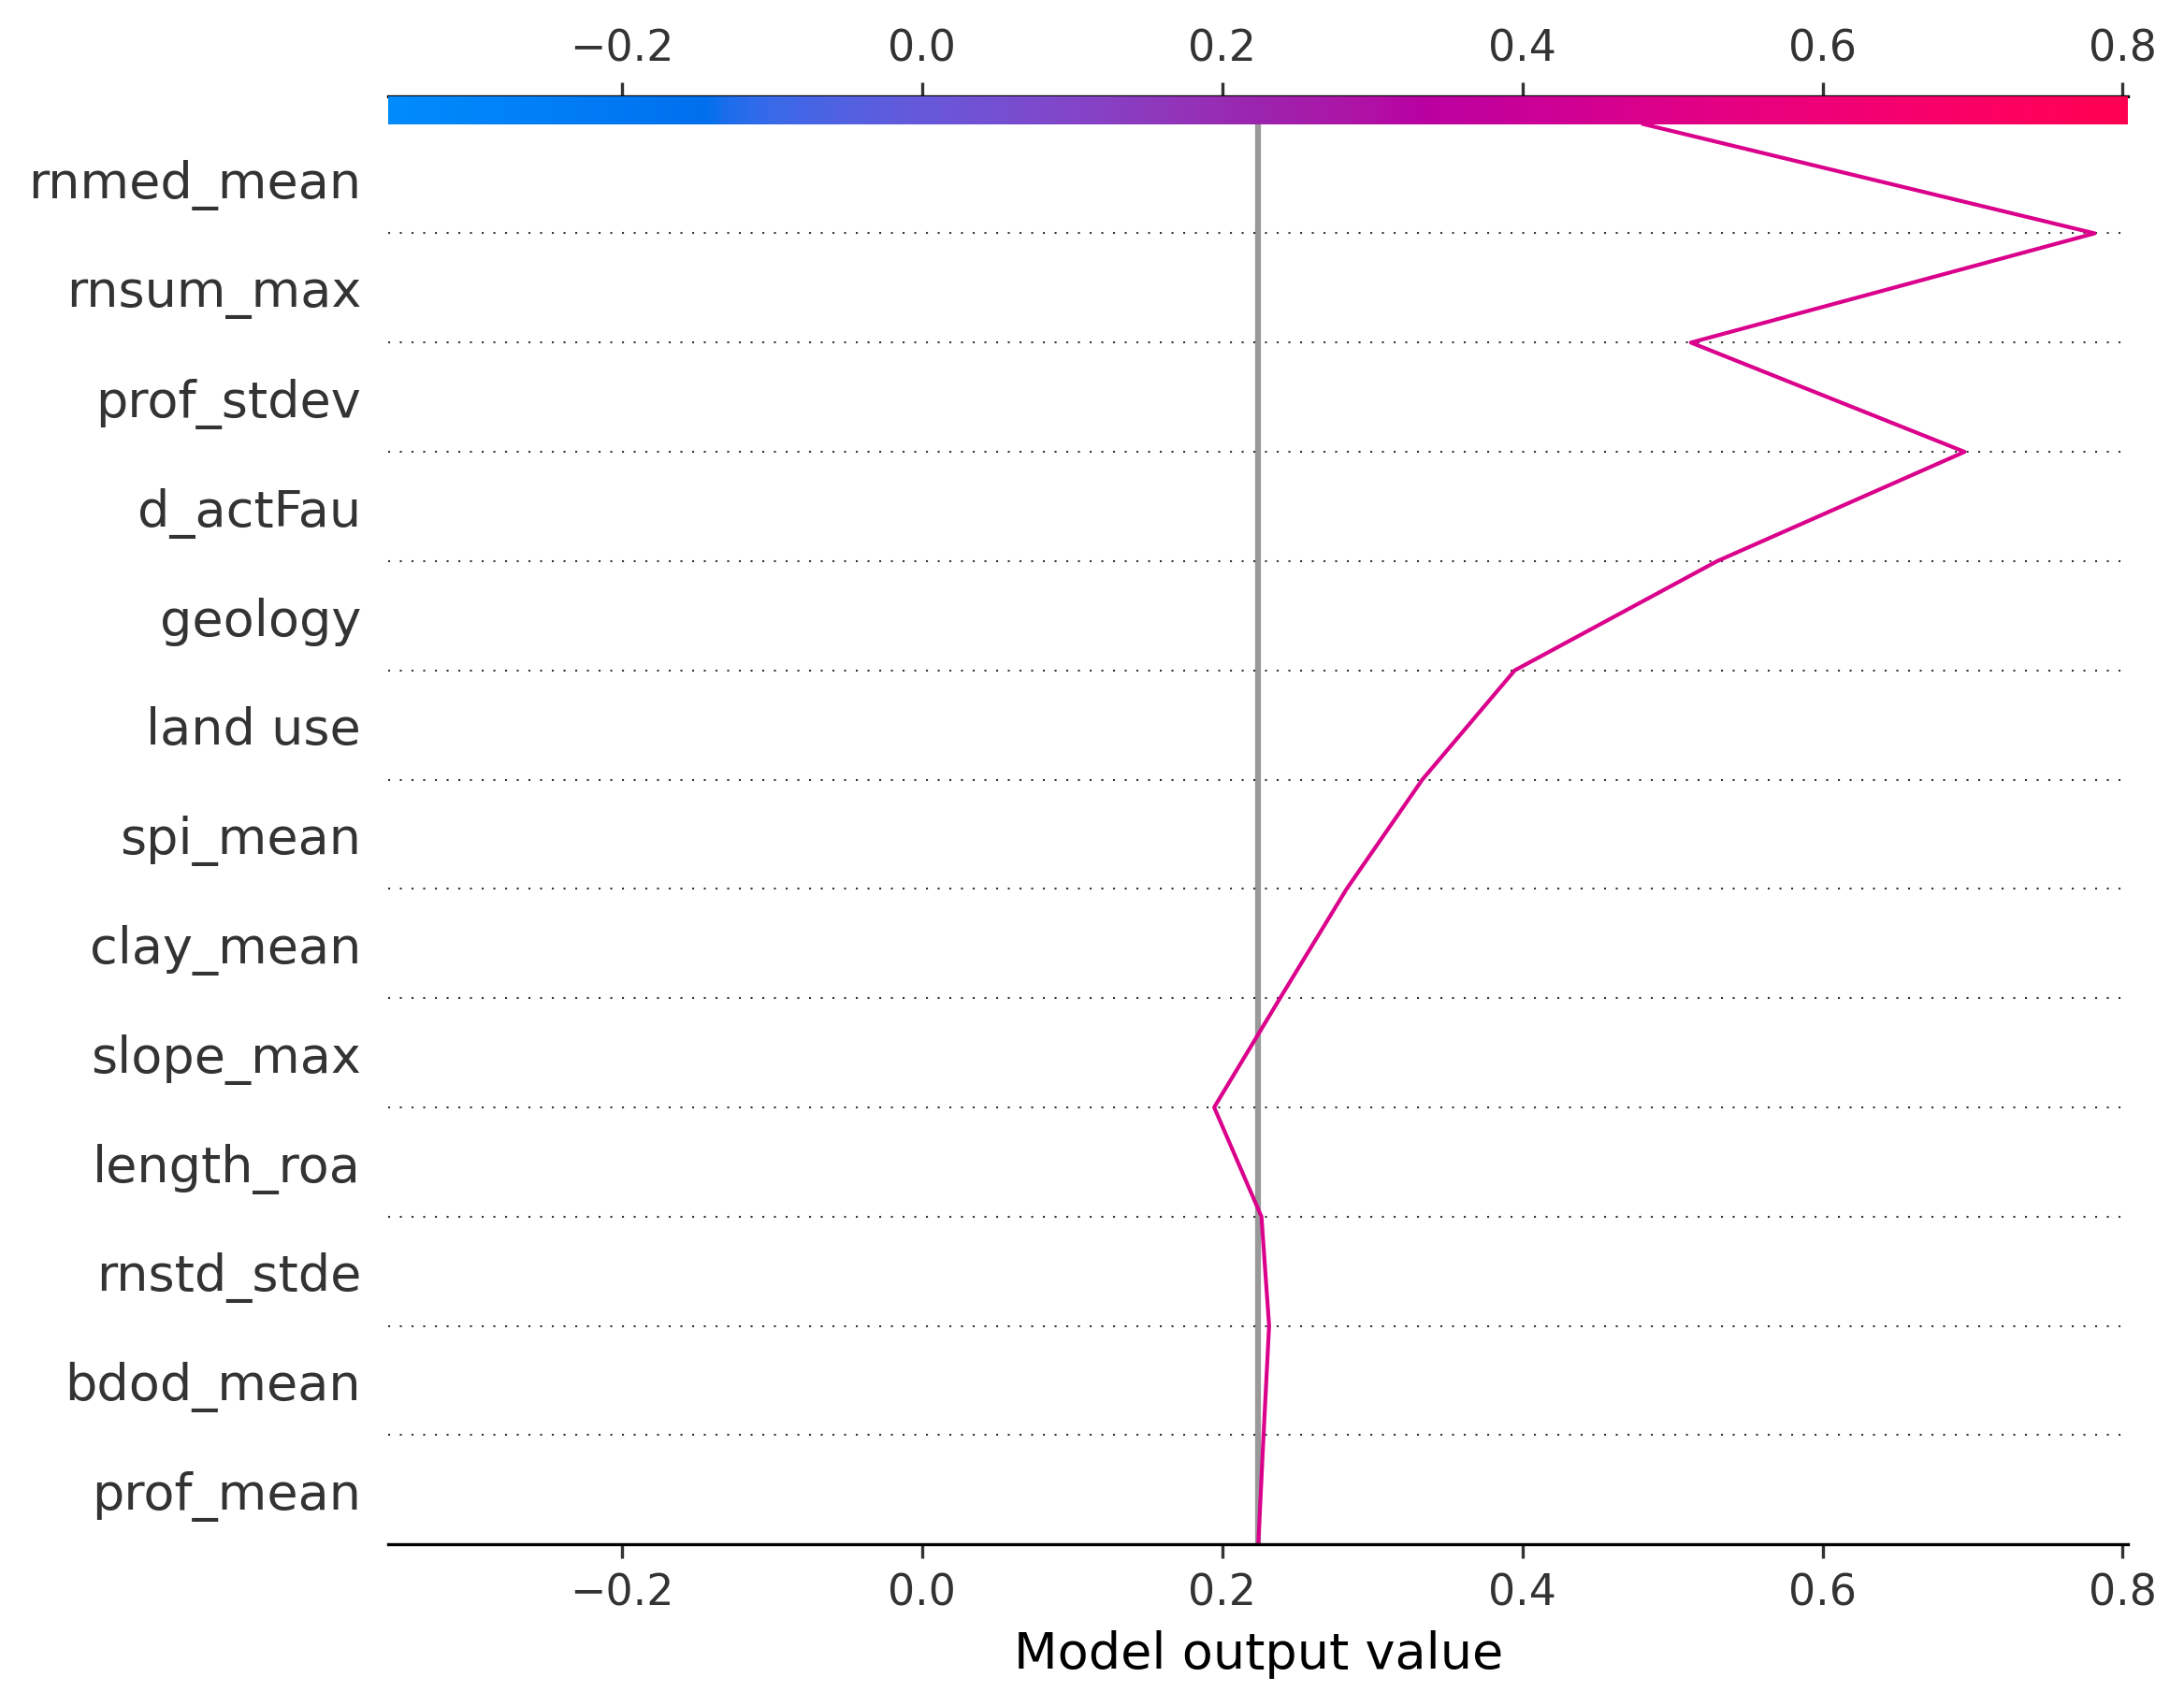 −0.2 0.0 0.2 0.4 0.6 0.8
rnmed_mean
rnsum_max
prof_stdev
d_actFau
geology
land use
spi_mean
clay_mean
slope_max
length_roa
rnstd_stde
bdod_mean
prof_mean
−0.2 0.0 0.2 0.4 0.6 0.8
Model output value